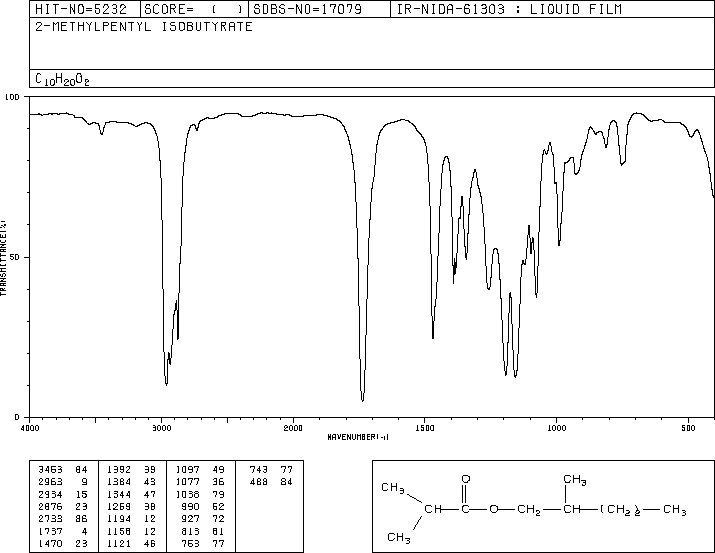 HIT-NO=5232 SCORE= ( ) SDBS-NO=17079 IR-NIDA-61303 : LIQUID FILM
2-METHYLPENTYL ISOBUTYRATE
C10H20O2
100
50
0
TRANSMITTANCE(%)
4000 3000 2000 1500 1000 500
WAVENUMBER(-1)
3463 84 1392 39 1097 49 743 77
2963 9 1384 43 1077 36 488 84
2934 15 1344 47 1038 79
2876 23 1259 38 990 52
2733 86 1194 12 927 72
1737 4 1158 12 813 81
1470 23 1121 46 753 77
O CH3
CH3
CH—C—O—CH2—CH—(CH2)2—CH3
CH3